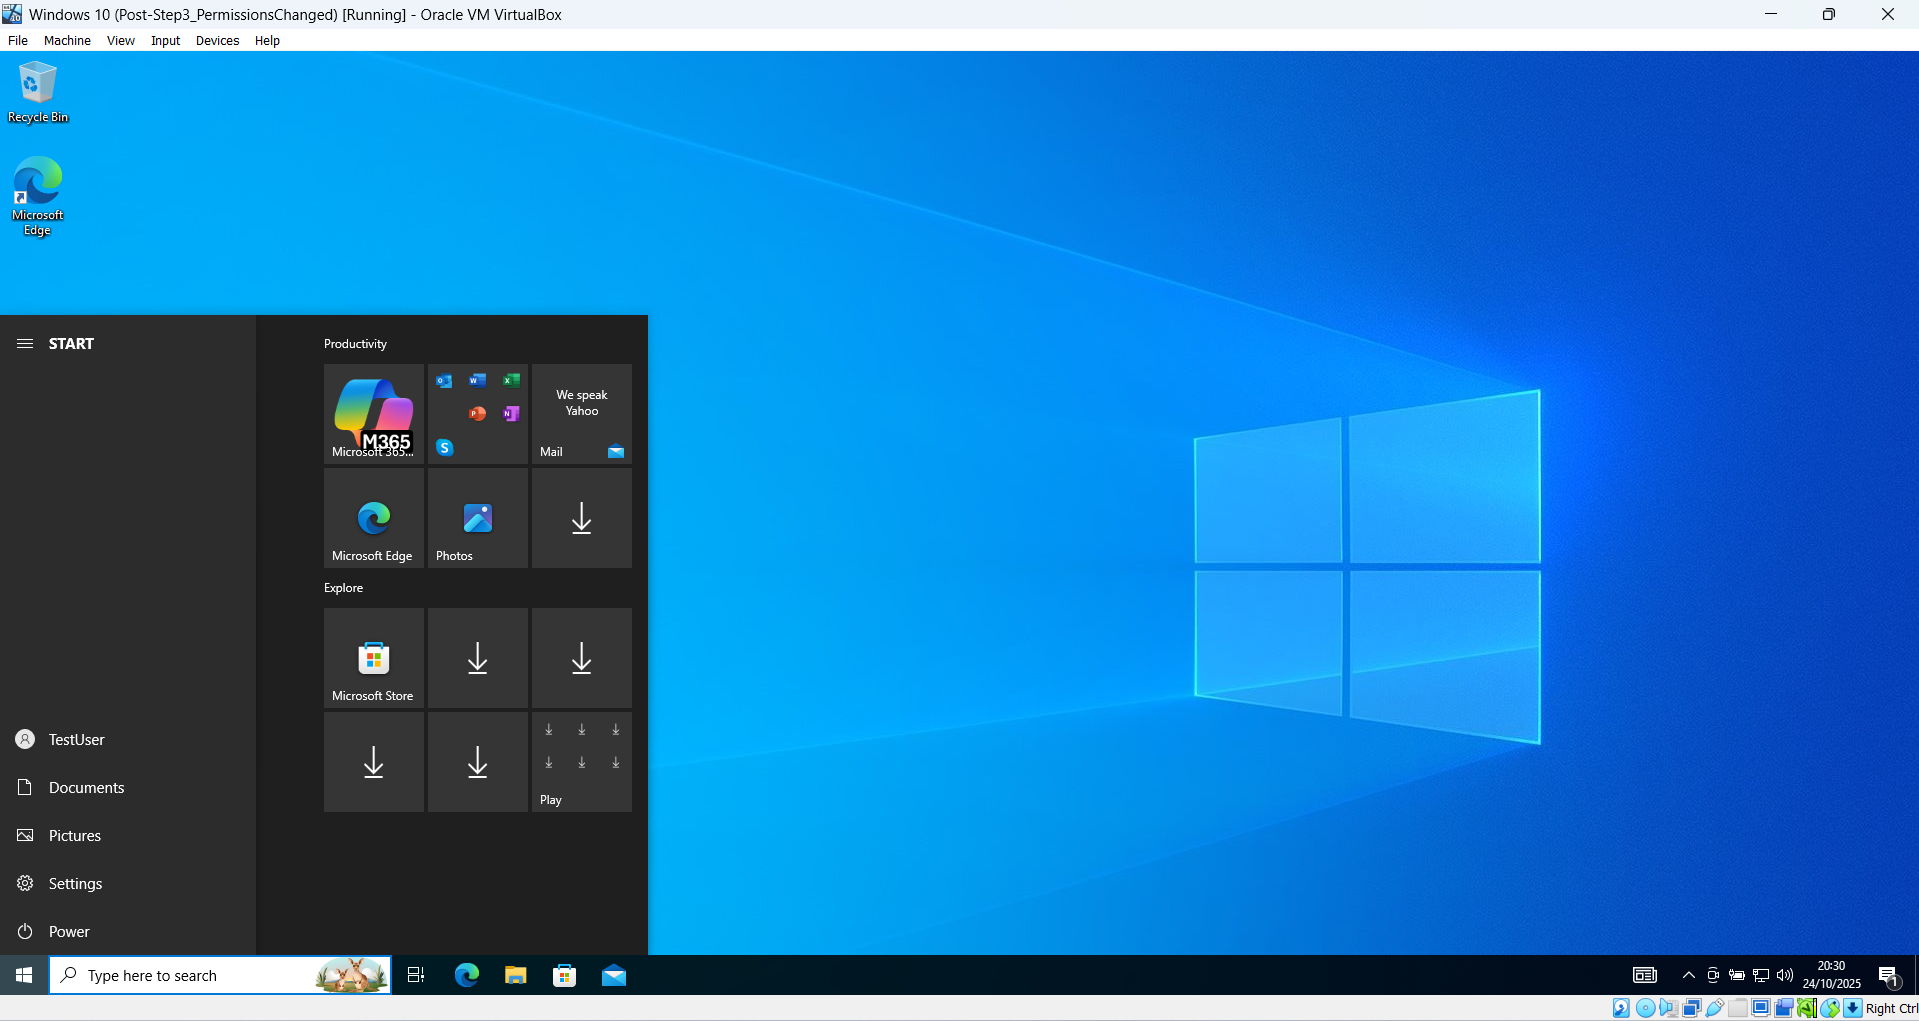 Windows 10 (Post-Step3_PermissionsChanged) [Running] - Oracle VM VirtualBox
File Machine View Input Devices Help
Recycle Bin
Microsoft
Edge
START
Productivity
M365
Microsoft 365...
We speak
Yahoo
Mail
Microsoft Edge
Photos
Explore
Microsoft Store
Play
TestUser
Documents
Pictures
Settings
Power
Type here to search
20:30
24/10/2025
1
Right Ctrl